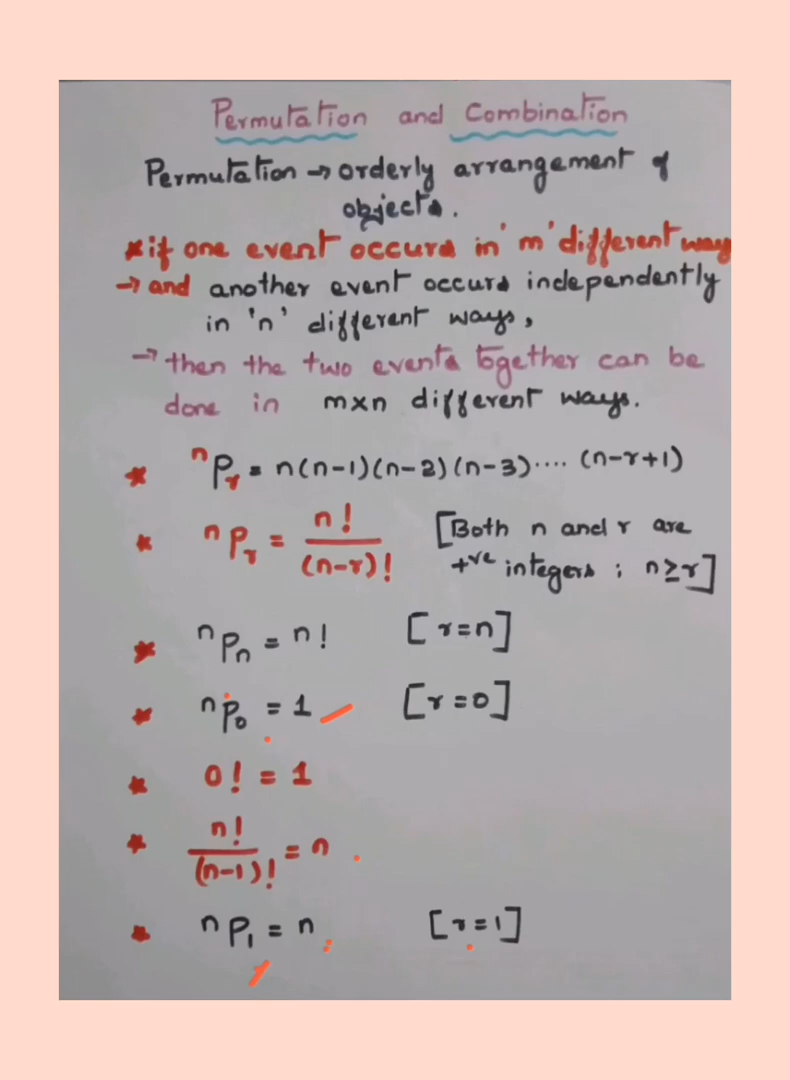 Permutation and Combination
Permutation → orderly arrangement of
objects.
* if one event occurs in 'm' different way
→ and another event occurs independently
in 'n' different ways,
→ then the two events together can be
done in m×n different ways.
* ⁿPᵣ = n(n-1)(n-2)(n-3)···· (n-r+1)
* ⁿPᵣ = n!/(n-r)! [Both n and r are
+ve integers ; n≥r]
* ⁿPₙ = n! [r=n]
* ⁿP₀ = 1 [r=0]
* 0! = 1
* n!/(n-1)! = n
* ⁿP₁ = n [r=1]